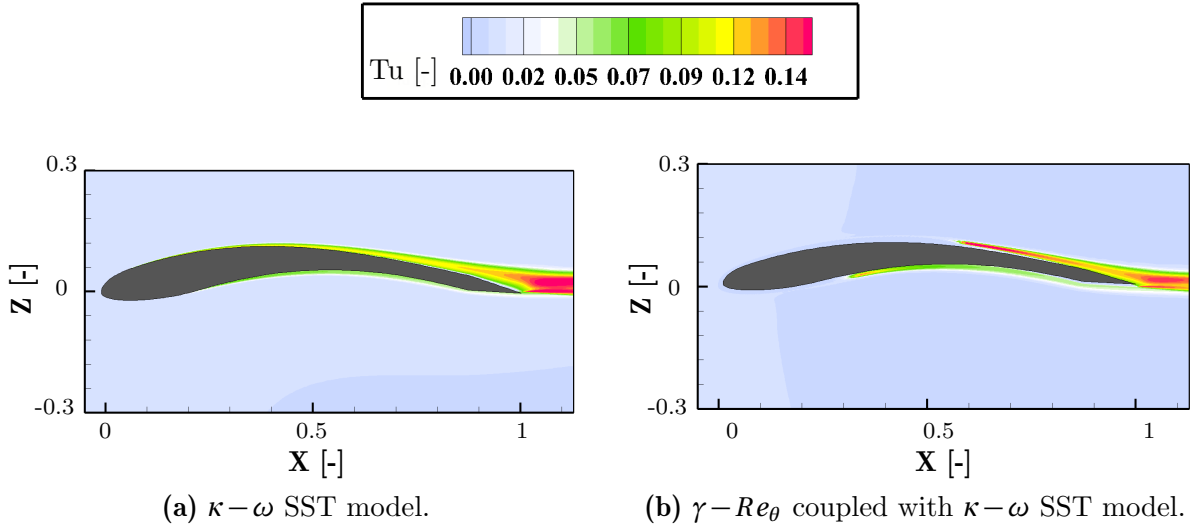 Tu [-] 0.00 0.02 0.05 0.07 0.09 0.12 0.14
0.3
0
-0.3
Z [-]
0 0.5 1
X [-]
(a) κ−ω SST model.
0.3
0
-0.3
Z [-]
0 0.5 1
X [-]
(b) γ−Reθ coupled with κ−ω SST model.